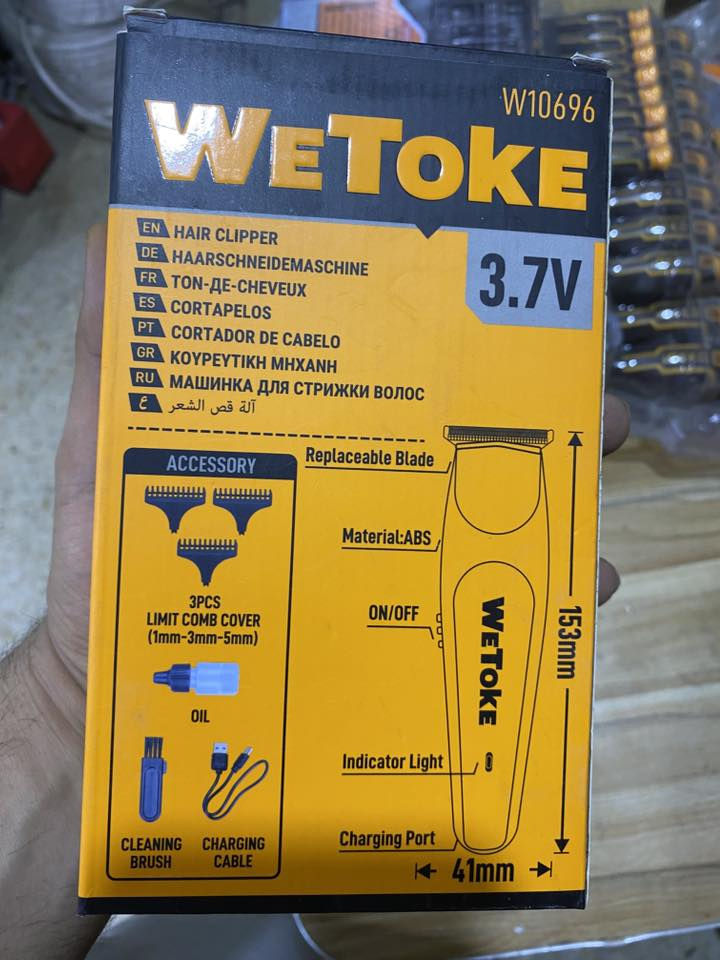 W10696
WETOKE
3.7V
EN HAIR CLIPPER
DE HAARSCHNEIDEMASCHINE
FR TON-ДЕ-CHEVEUX
ES CORTAPELOS
PT CORTADOR DE CABELO
GR ΚΟΥΡΕΥΤΙΚΗ ΜΗΧΑΝΗ
RU МАШИНКА ДЛЯ СТРИЖКИ ВОЛОС
ع آلة قص الشعر
ACCESSORY
3PCS
LIMIT COMB COVER
(1mm-3mm-5mm)
OIL
CLEANING
BRUSH
CHARGING
CABLE
Replaceable Blade
Material:ABS
ON/OFF
WETOKE
Indicator Light
Charging Port
153mm
41mm